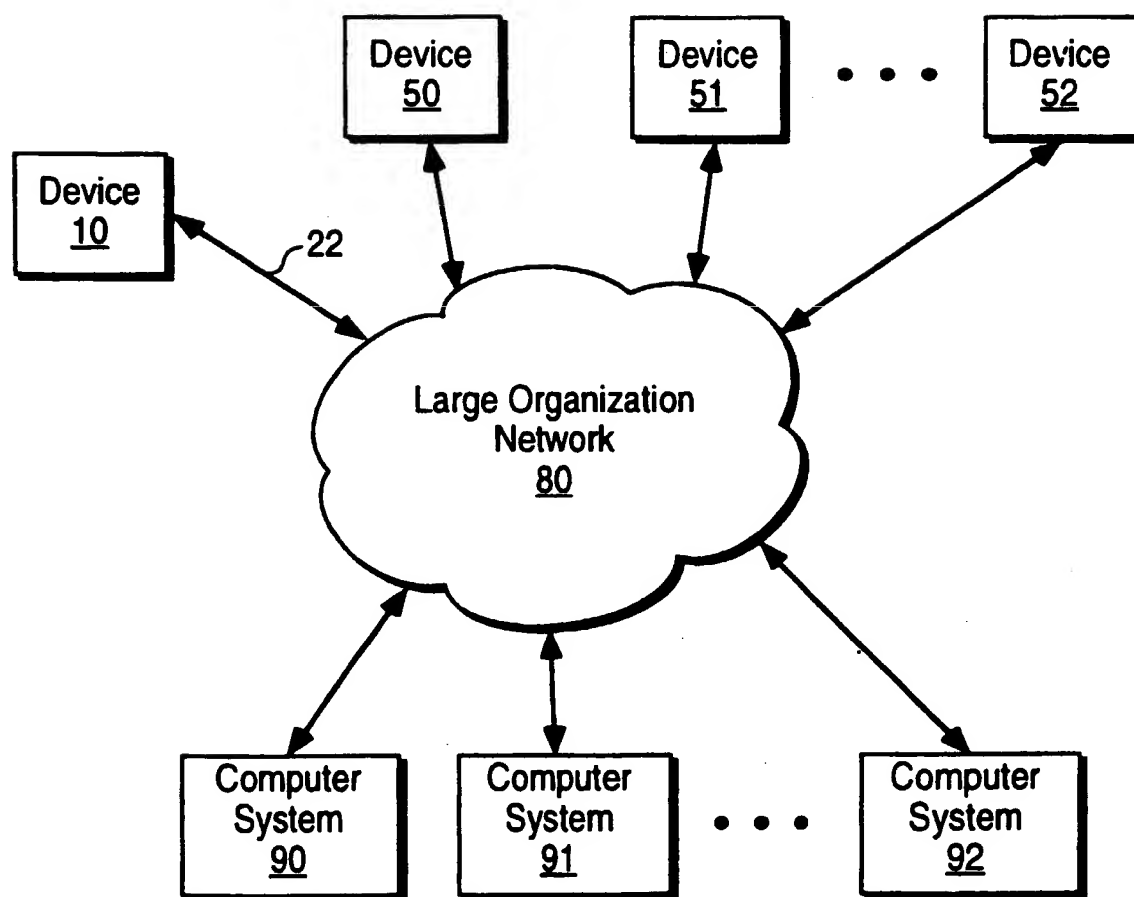 Device
50
Device
51
Device
52
Device
10
22
Large Organization
Network
80
Computer
System
90
Computer
System
91
Computer
System
92